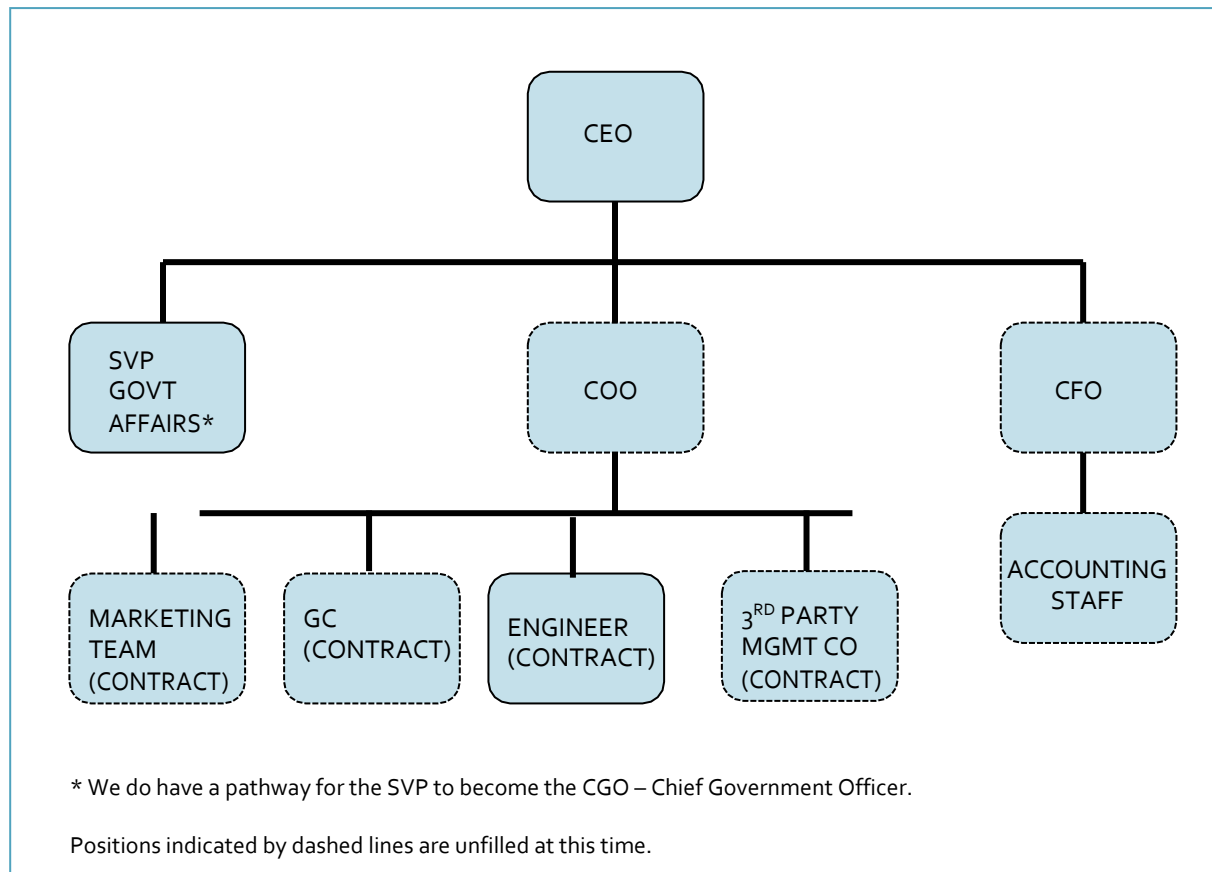 CEO
SVP
GOVT
AFFAIRS*
COO
CFO
MARKETING
TEAM
(CONTRACT)
GC
(CONTRACT)
ENGINEER
(CONTRACT)
3RD PARTY
MGMT CO
(CONTRACT)
ACCOUNTING
STAFF
* We do have a pathway for the SVP to become the CGO – Chief Government Officer.
Positions indicated by dashed lines are unfilled at this time.